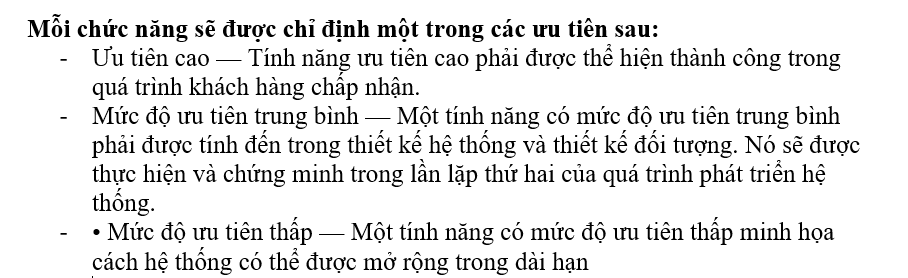 Mỗi chức năng sẽ được chỉ định một trong các ưu tiên sau:
- Ưu tiên cao — Tính năng ưu tiên cao phải được thể hiện thành công trong
quá trình khách hàng chấp nhận.
- Mức độ ưu tiên trung bình — Một tính năng có mức độ ưu tiên trung bình
phải được tính đến trong thiết kế hệ thống và thiết kế đối tượng. Nó sẽ được
thực hiện và chứng minh trong lần lặp thứ hai của quá trình phát triển hệ
thống.
- • Mức độ ưu tiên thấp — Một tính năng có mức độ ưu tiên thấp minh họa
cách hệ thống có thể được mở rộng trong dài hạn